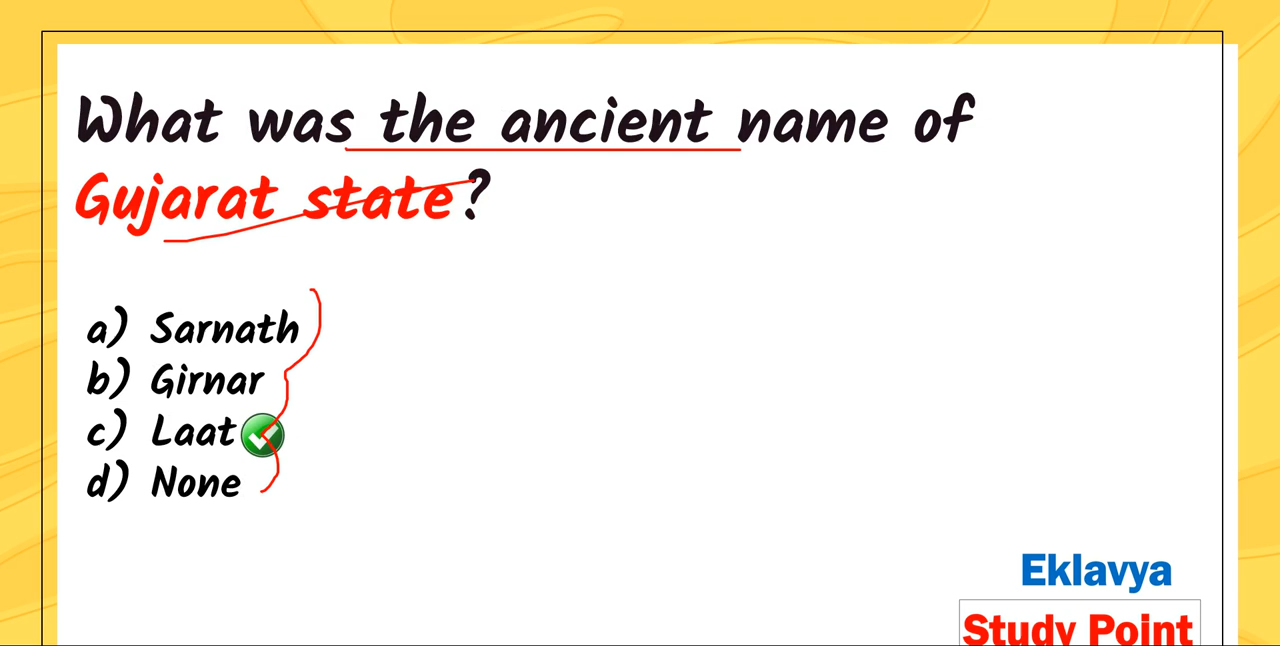 What was the ancient name of
Gujarat state?
a) Sarnath
b) Girnar
c) Laat
d) None
Eklavya
Study Point